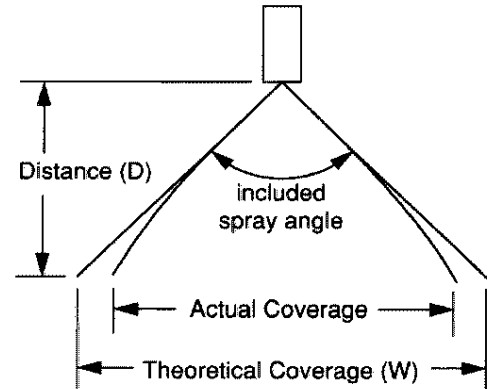 Distance (D)
included
spray angle
Actual Coverage
Theoretical Coverage (W)